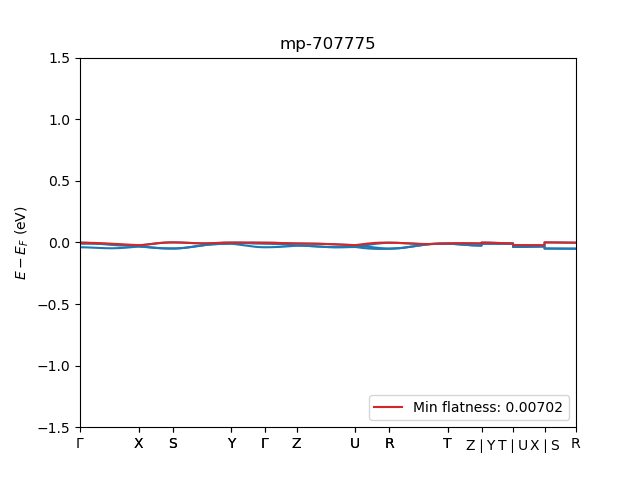 mp-707775
1.5
1.0
0.5
0.0
−0.5
−1.0
−1.5
E − E_F (eV)
Min flatness: 0.00702
Γ X S Y Γ Z U R T Z | Y T | U X | S R